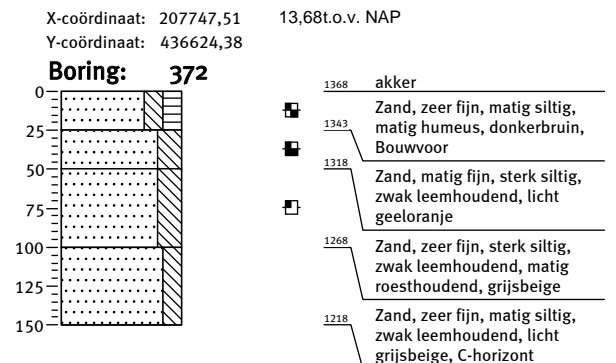 X-coördinaat: 207747,51 13,68t.o.v. NAP
Y-coördinaat: 436624,38
Boring: 372
0
25
50
75
100
125
150
1368 akker
Zand, zeer fijn, matig siltig,
1343 matig humeus, donkerbruin,
Bouwvoor
1318
Zand, matig fijn, sterk siltig,
zwak leemhoudend, licht
geeloranje
1268 Zand, zeer fijn, sterk siltig,
zwak leemhoudend, matig
roesthoudend, grijsbeige
1218 Zand, zeer fijn, matig siltig,
zwak leemhoudend, licht
grijsbeige, C-horizont